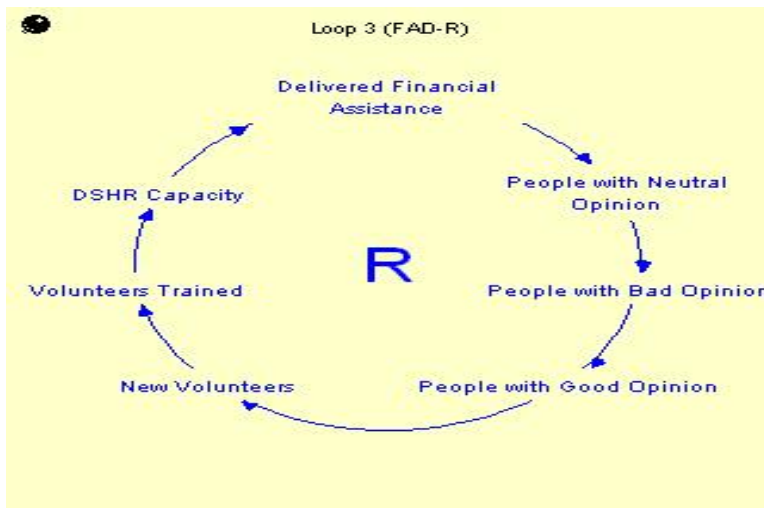 Loop 3 (FAD-R)
Delivered Financial
Assistance
People with Neutral
Opinion
People with Bad Opinion
People with Good Opinion
New Volunteers
Volunteers Trained
DSHR Capacity
R